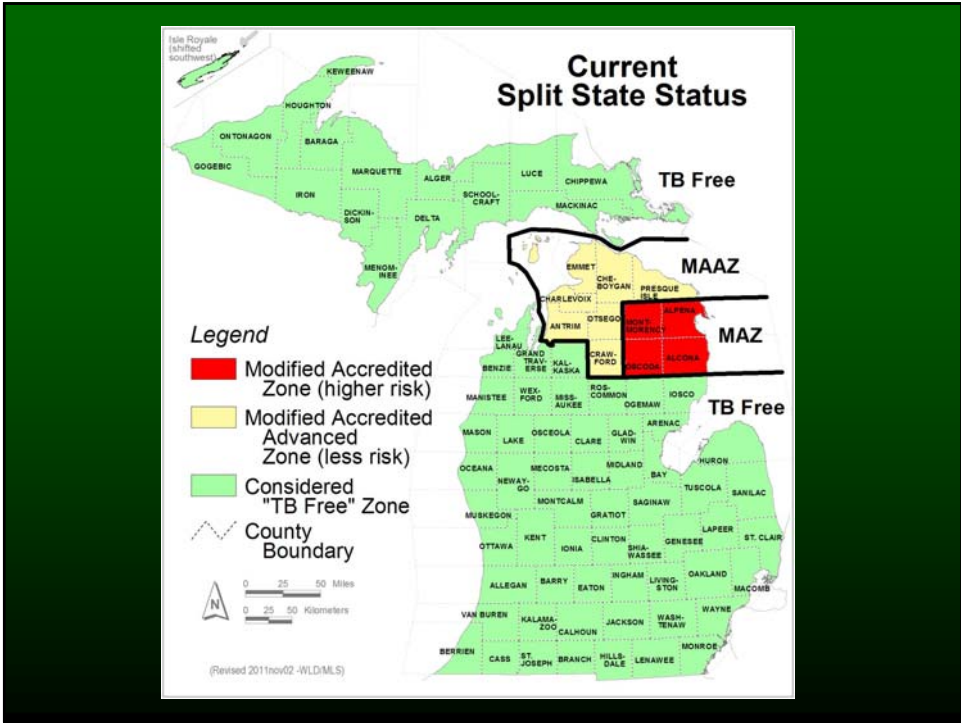 Isle Royale
(shifted
southwest)
Current
Split State Status
KEWEENAW
HOUGHTON
ONTONAGON
BARAGA
GOGEBIC
MARQUETTE
ALGER
LUCE
CHIPPEWA
TB Free
IRON
SCHOOL-
CRAFT
MACKINAC
DICKIN-
SON
DELTA
MENOM-
INEE
MAAZ
EMMET
CHE-
BOYGAN
PRESQUE
ISLE
CHARLEVOIX
ANTRIM
OTSEGO
MONT-
MORENCY
ALPENA
MAZ
CRAW-
FORD
OSCODA
ALCONA
LEE-
LANAU
GRAND
TRAV-
ERSE
KAL-
KASKA
BENZIE
MANISTEE
WEX-
FORD
MISS-
AUKEE
ROS-
COMMON
OGEMAW
IOSCO
TB Free
ARENAC
MASON
LAKE
OSCEOLA
CLARE
GLAD-
WIN
HURON
OCEANA
NEWAY-
GO
MECOSTA
ISABELLA
MIDLAND
BAY
TUSCOLA
SANILAC
MONTCALM
SAGINAW
MUSKEGON
GRATIOT
LAPEER
ST. CLAIR
OTTAWA
KENT
IONIA
CLINTON
SHIA-
WASSEE
GENESEE
ALLEGAN
BARRY
EATON
INGHAM
LIVING-
STON
OAKLAND
MACOMB
VAN BUREN
KALAMA-
ZOO
CALHOUN
JACKSON
WASH-
TENAW
WAYNE
BERRIEN
CASS
ST.
JOSEPH
BRANCH
HILLS-
DALE
LENAWEE
MONROE
Legend
Modified Accredited
Zone (higher risk)
Modified Accredited
Advanced
Zone (less risk)
Considered
"TB Free" Zone
County
Boundary
N
0 25 50 Miles
0 25 50 Kilometers
(Revised 2011nov02 -WLD/MLS)